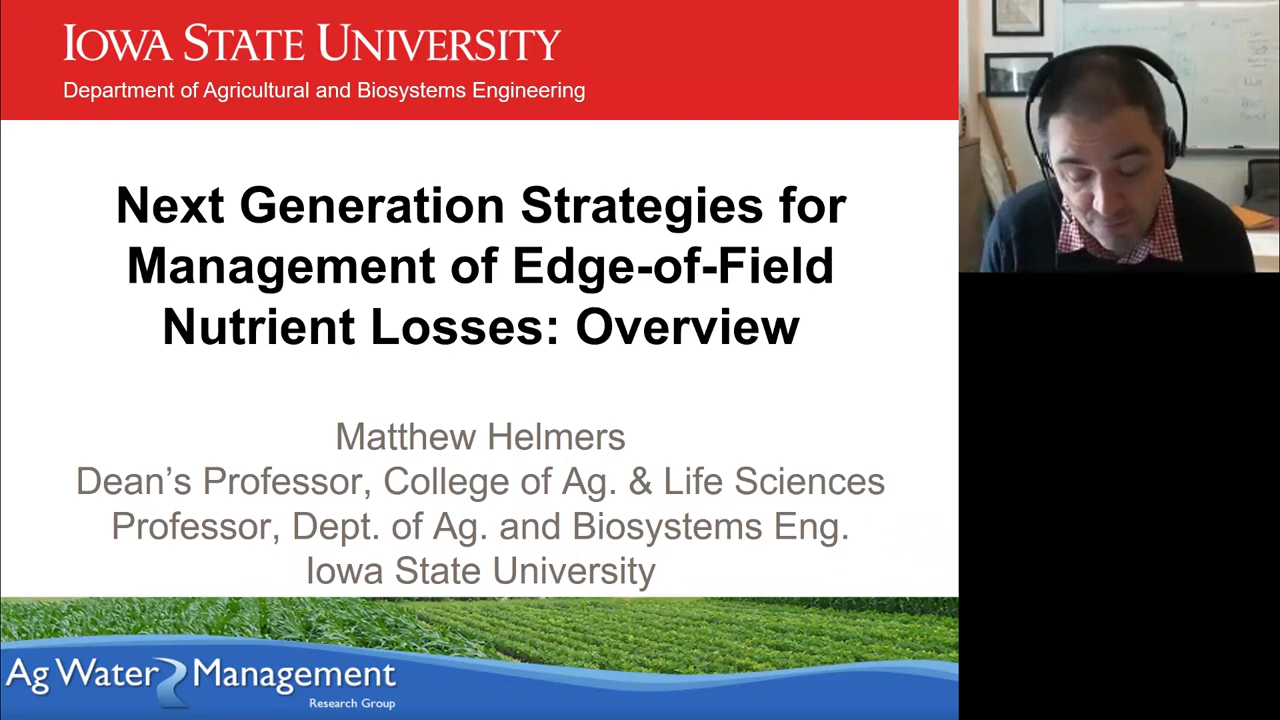 IOWA STATE UNIVERSITY
Department of Agricultural and Biosystems Engineering
Next Generation Strategies for
Management of Edge-of-Field
Nutrient Losses: Overview
Matthew Helmers
Dean’s Professor, College of Ag. & Life Sciences
Professor, Dept. of Ag. and Biosystems Eng.
Iowa State University
Ag Water Management
Research Group